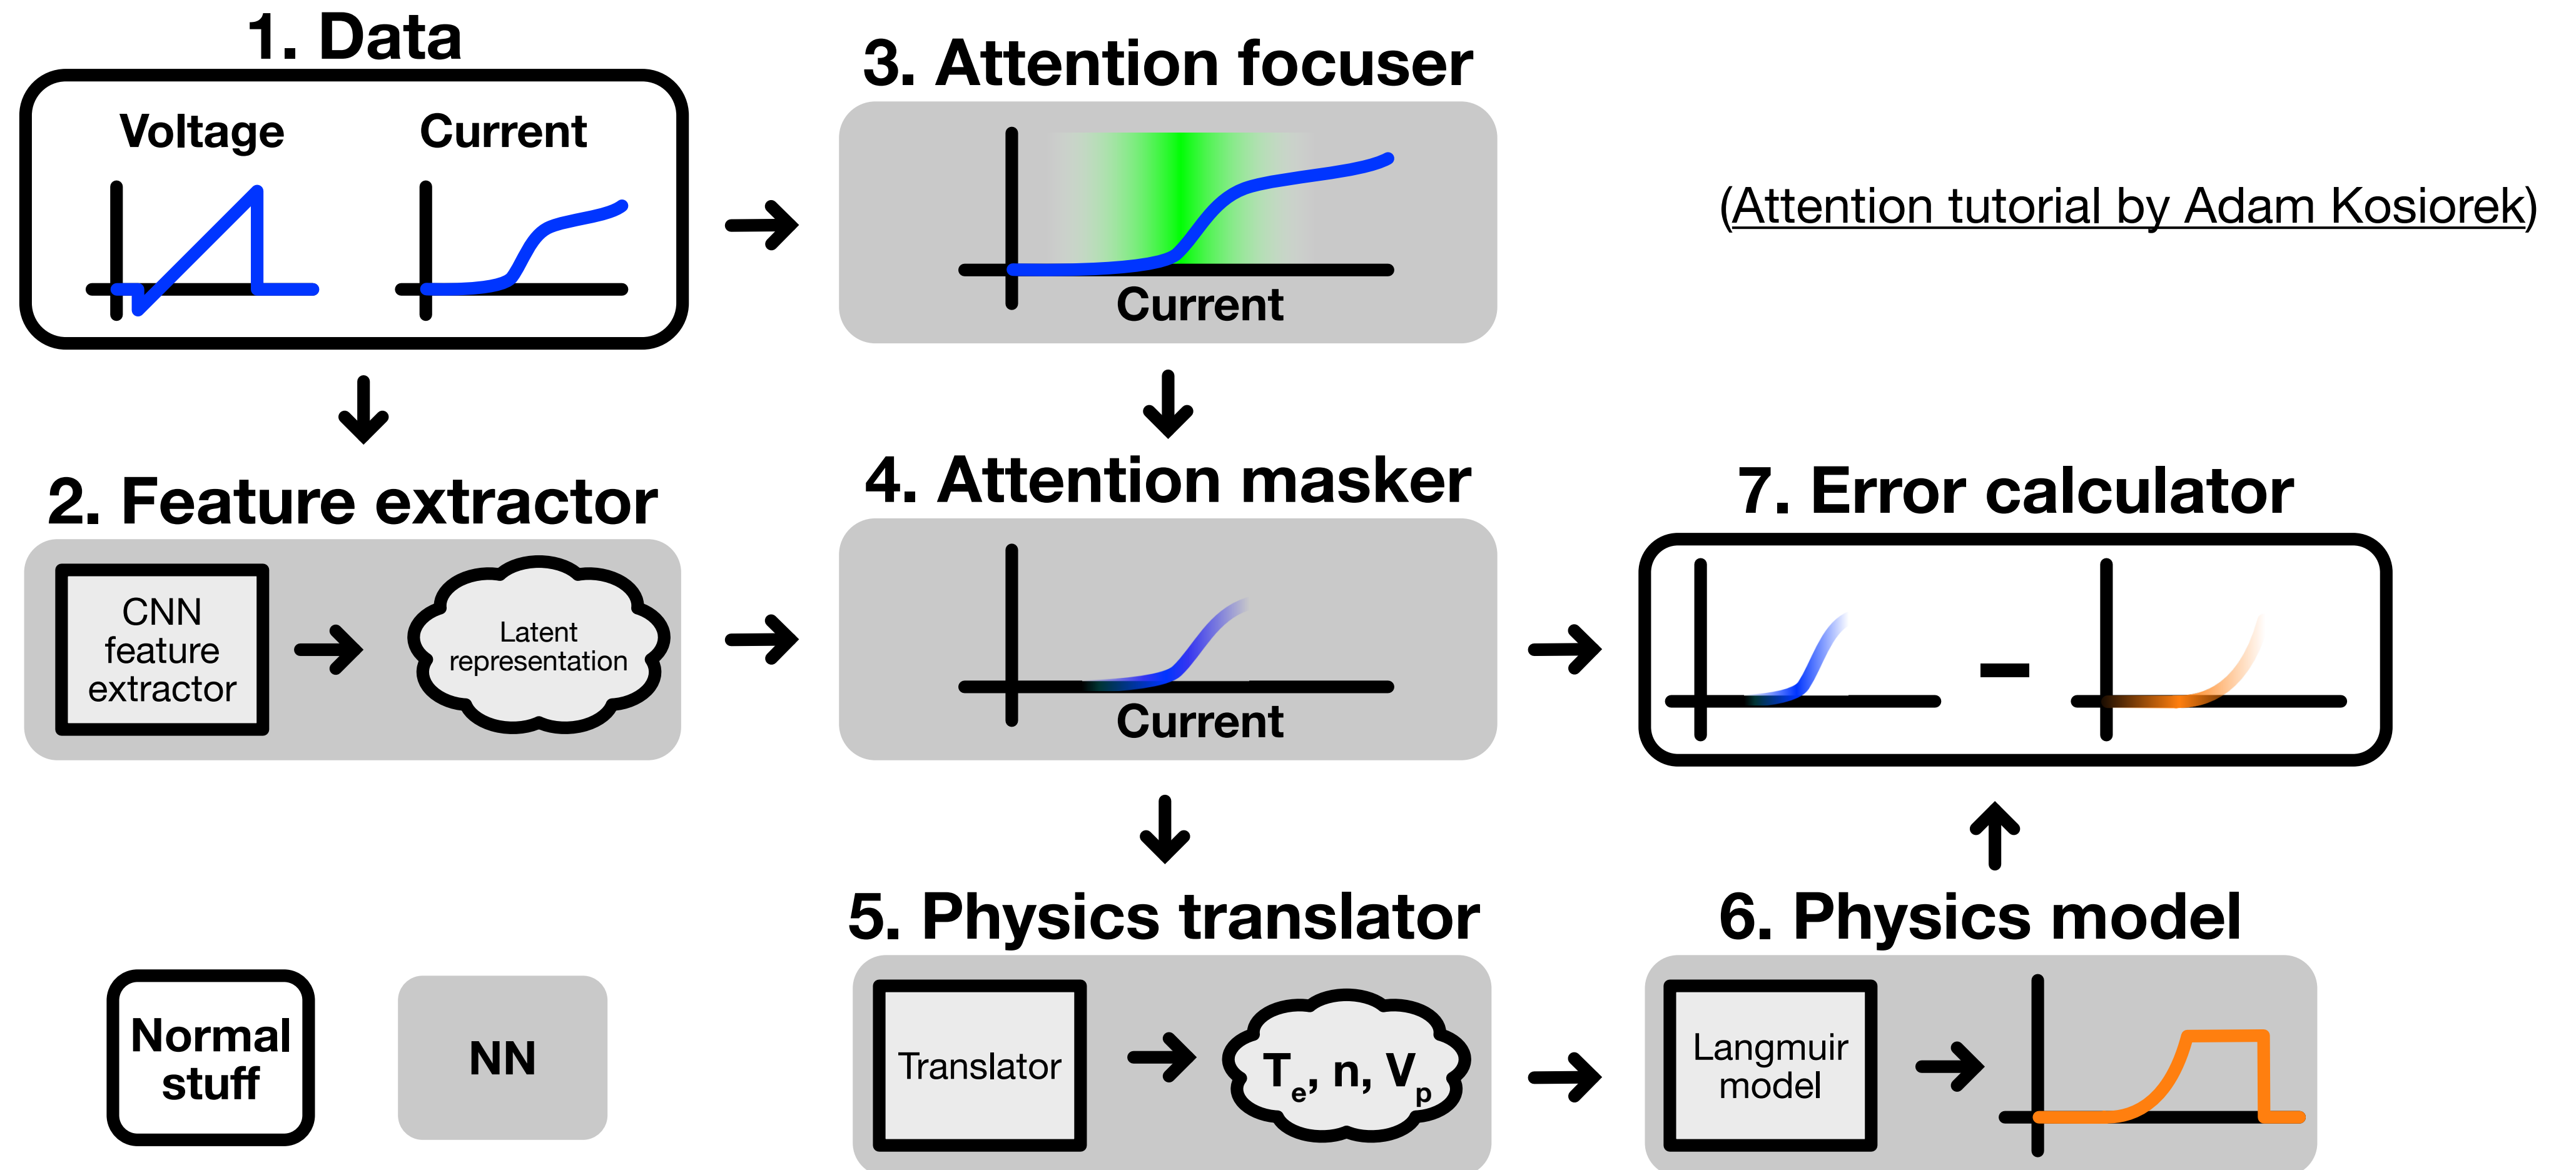 1. Data
Voltage
Current
3. Attention focuser
Current
(Attention tutorial by Adam Kosiorek)
2. Feature extractor
CNN
feature
extractor
Latent
representation
4. Attention masker
Current
7. Error calculator
–
5. Physics translator
Translator
Te, n, Vp
6. Physics model
Langmuir
model
Normal
stuff
NN